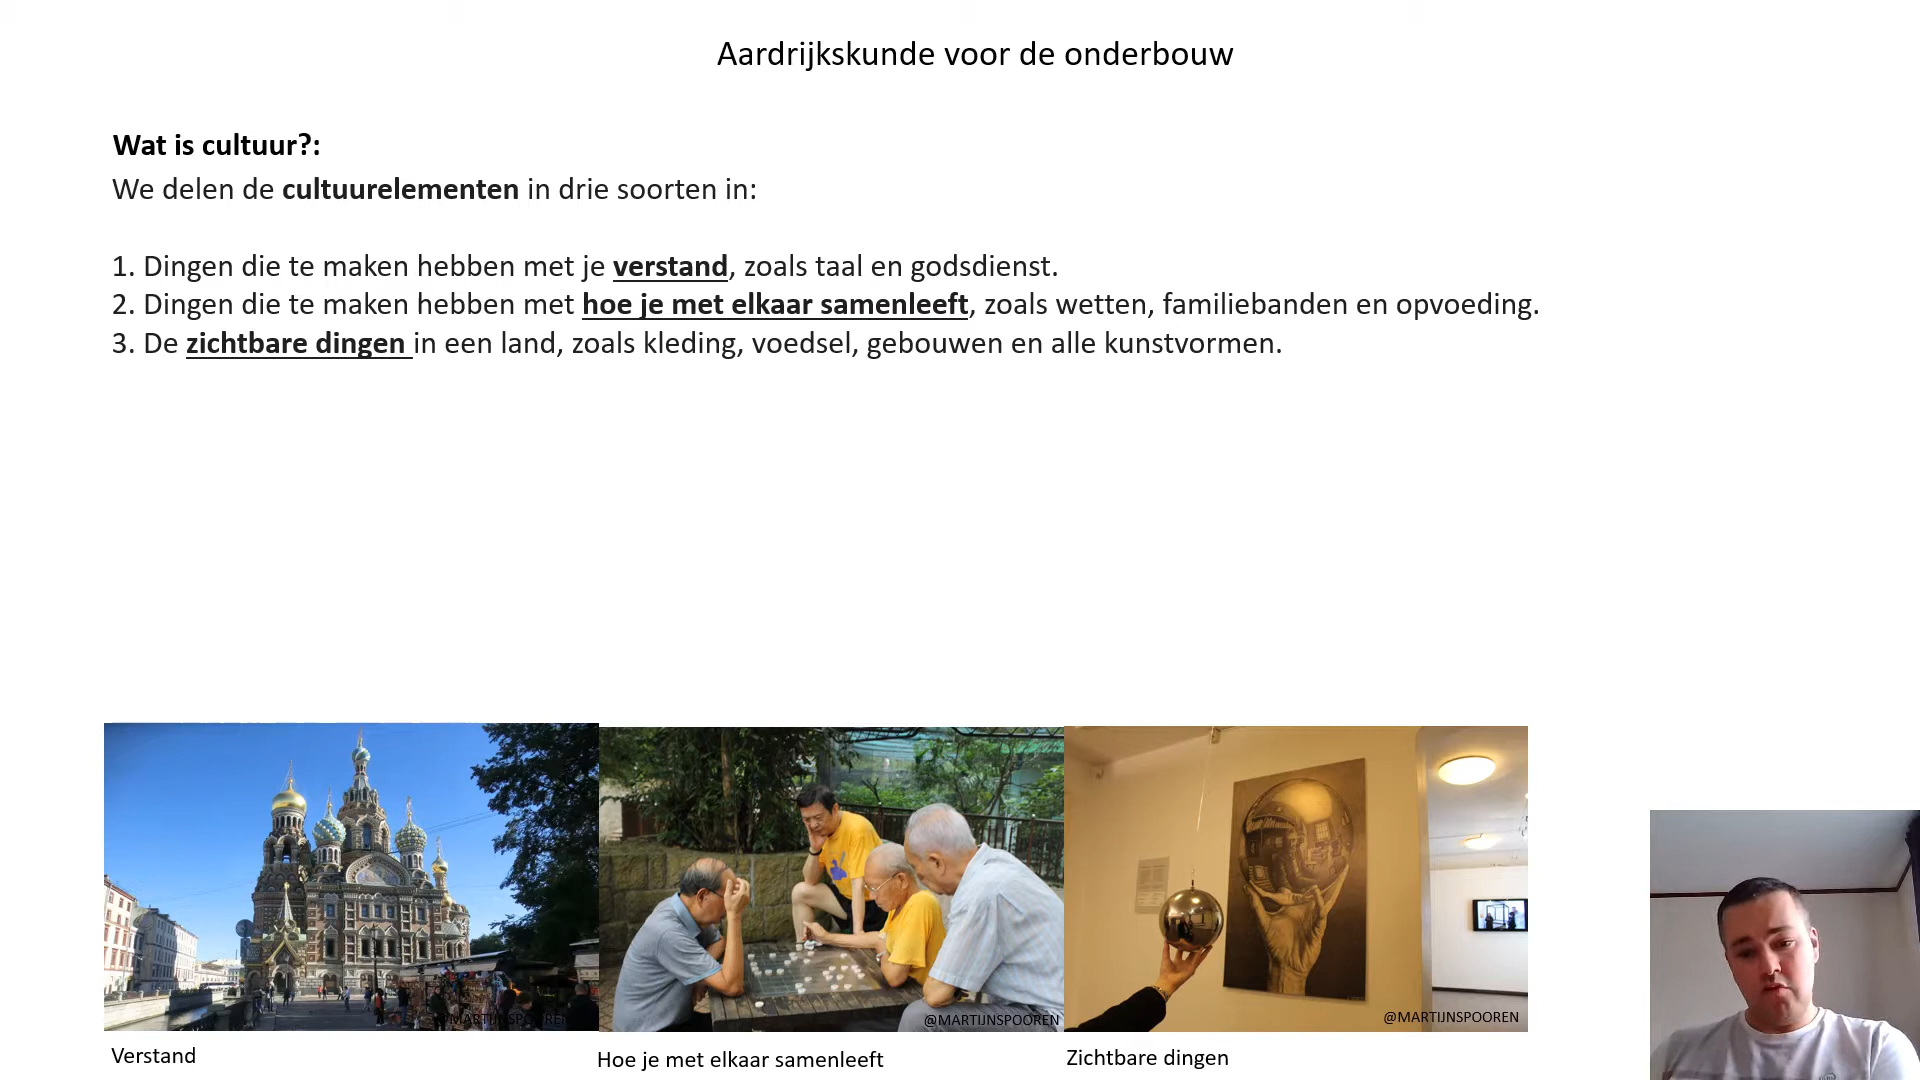 Aardrijkskunde voor de onderbouw
Wat is cultuur?:
We delen de cultuurelementen in drie soorten in:
1. Dingen die te maken hebben met je verstand, zoals taal en godsdienst.
2. Dingen die te maken hebben met hoe je met elkaar samenleeft, zoals wetten, familiebanden en opvoeding.
3. De zichtbare dingen in een land, zoals kleding, voedsel, gebouwen en alle kunstvormen.
@MARTIJNSPOOREN
@MARTIJNSPOOREN
@MARTIJNSPOOREN
Verstand
Hoe je met elkaar samenleeft
Zichtbare dingen